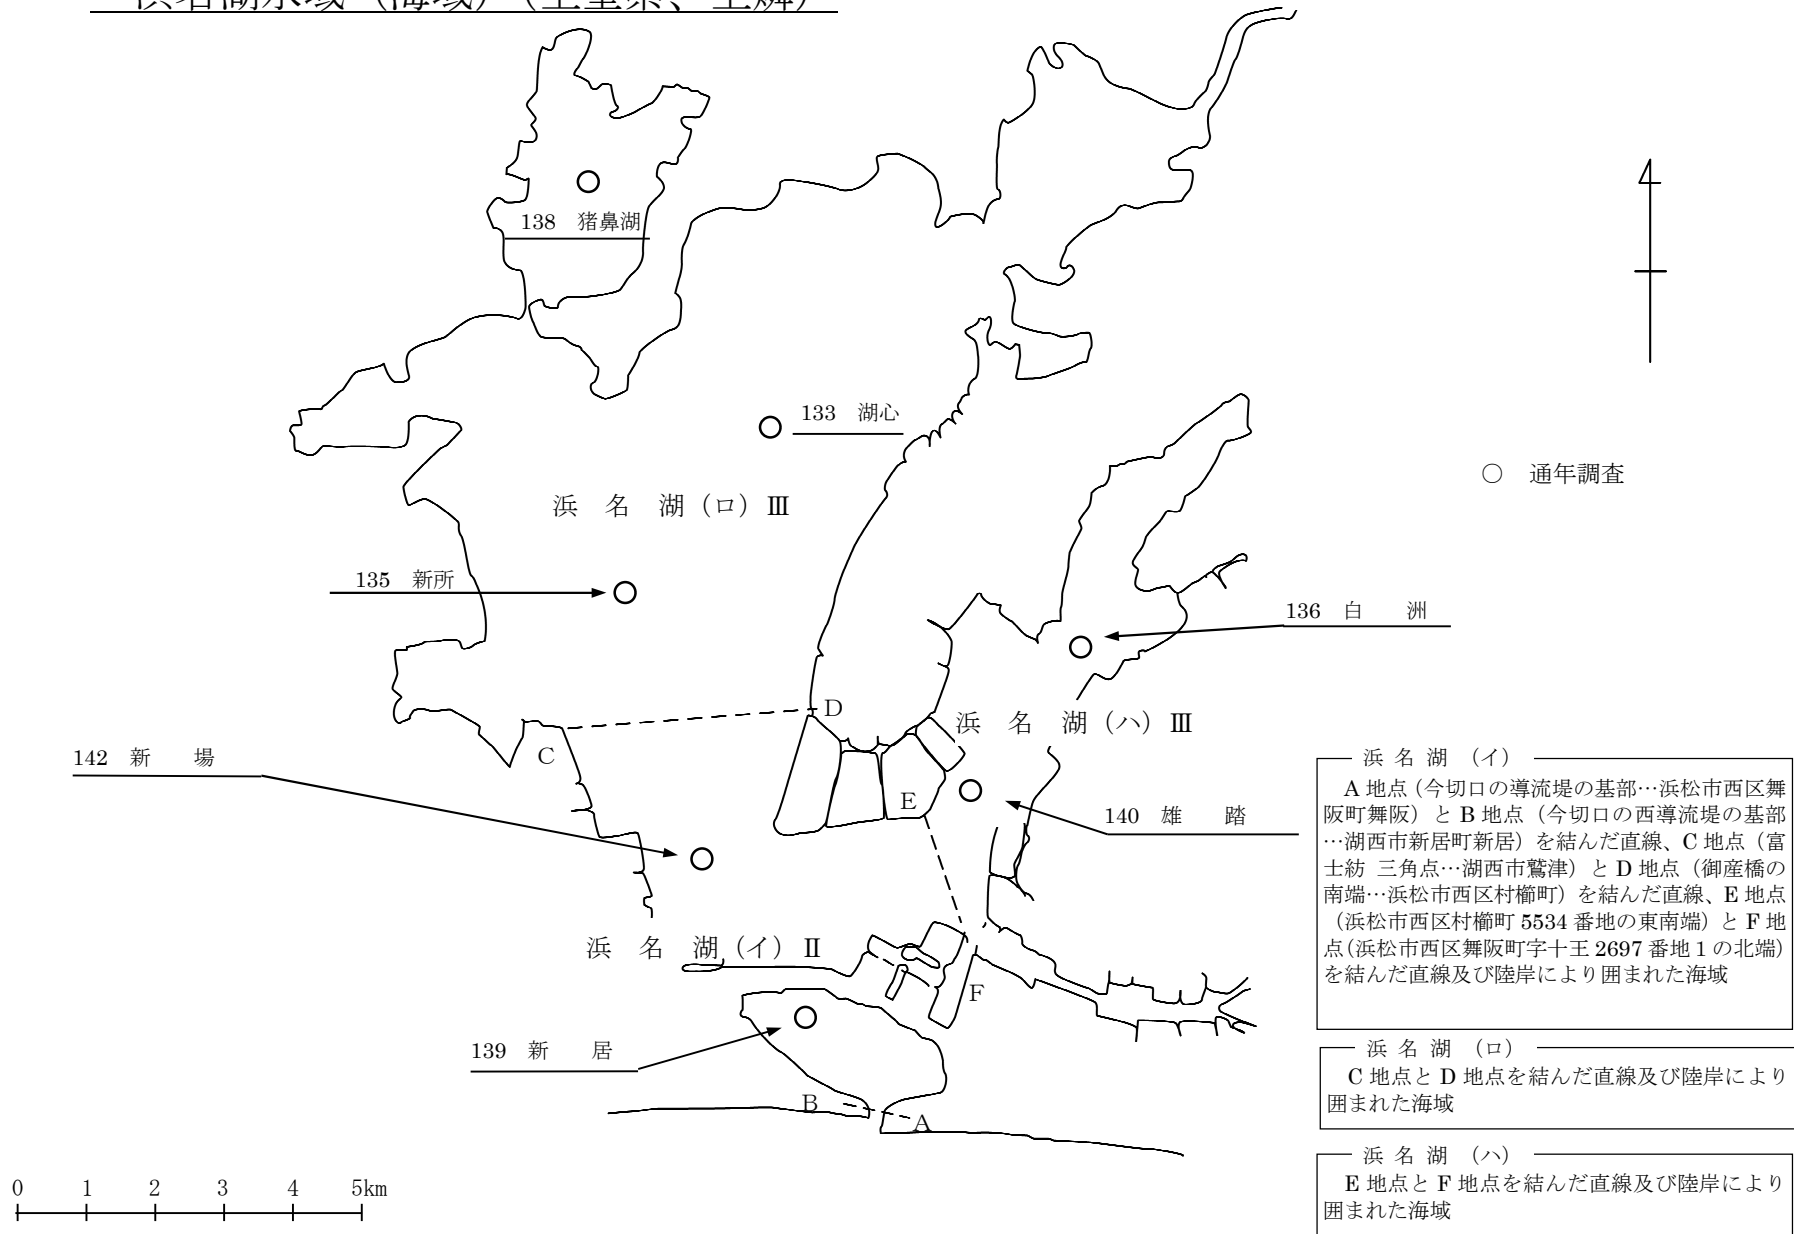 浜名湖水域（海域）（全窒素、全燐）
138 猪鼻湖
133 湖心
○ 通年調査
浜 名 湖（ロ）Ⅲ
135 新所
136 白 洲
D
浜 名 湖（ハ）Ⅲ
C
142 新 場
E
140 雄 踏
浜 名 湖（イ）Ⅱ
F
139 新 居
B
A
浜 名 湖 （イ）
A 地点（今切口の導流堤の基部…浜松市西区舞
阪町舞阪）と B 地点（今切口の西導流堤の基部
…湖西市新居町新居）を結んだ直線、C 地点（富
士紡 三角点…湖西市鷲津）と D 地点（御産橋の
南端…浜松市西区村櫛町）を結んだ直線、E 地点
（浜松市西区村櫛町 5534 番地の東南端）と F 地
点（浜松市西区舞阪町字十王 2697 番地 1 の北端）
を結んだ直線及び陸岸により囲まれた海域
浜 名 湖 （ロ）
C 地点と D 地点を結んだ直線及び陸岸により
囲まれた海域
浜 名 湖 （ハ）
E 地点と F 地点を結んだ直線及び陸岸により
囲まれた海域
0 1 2 3 4 5km